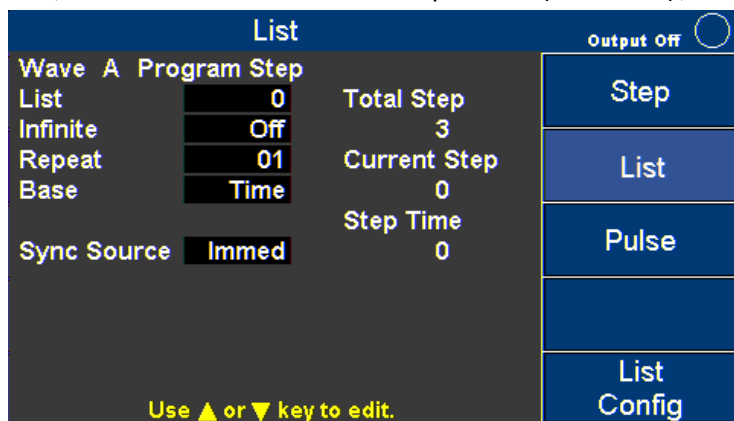 List
Output Off
Wave A Program Step
List 0 Total Step
Infinite Off 3
Repeat 01 Current Step
Base Time 0
Step Time
Sync Source Immed 0
Use ▲ or ▼ key to edit.
Step
List
Pulse
List
Config